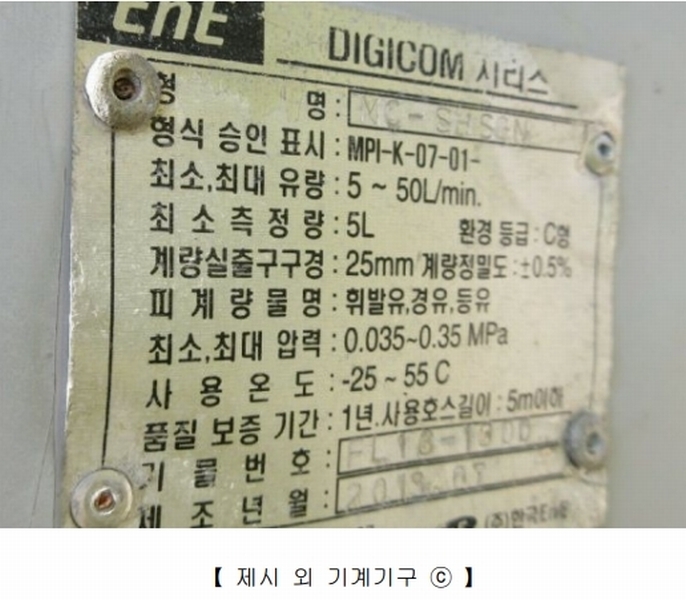 EnE
DIGICOM 시리즈
형 명 :
형식 승인 표시 : MPI-K-07-01-
최소,최대 유량 : 5 ~ 50L/min.
최 소 측 정 량 : 5L 환경 등급 : C형
계량실출구구경 : 25mm 계량정밀도 : ±0.5%
피 계 량 물 명 : 휘발유,경유,등유
최소,최대 압력 : 0.035~0.35 MPa
사 용 온 도 : -25 ~ 55 C
품질 보증 기간 : 1년.사용호스길이 : 5m이하
기 물 번 호 :
제 조 년 월 :
(주)한국EnE
【 제시 외 기계기구 ⓒ 】